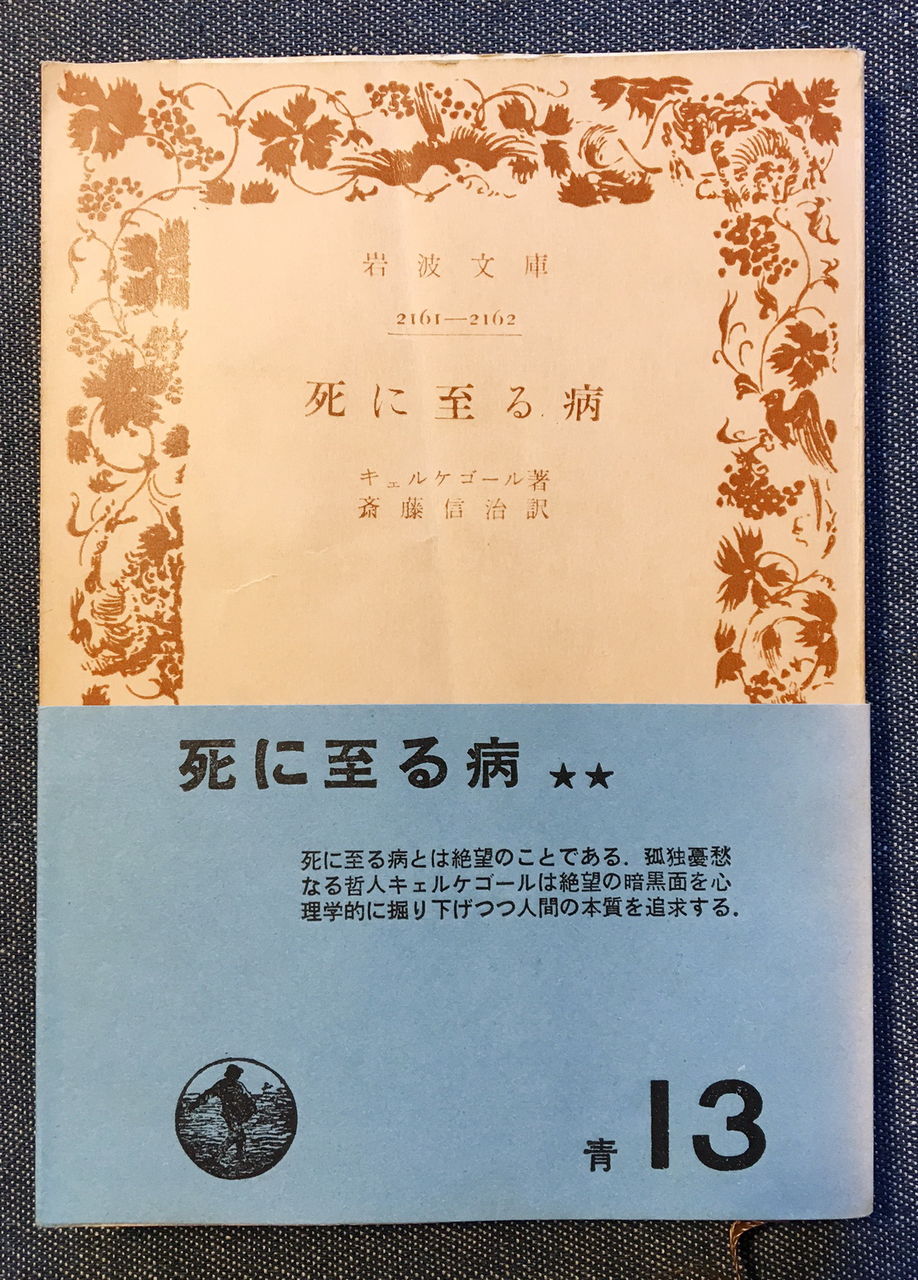 岩波文庫
2161—2162
死に至る病
キェルケゴール著
斎藤信治訳
死に至る病 ★★
死に至る病とは絶望のことである．孤独憂愁
なる哲人キェルケゴールは絶望の暗黒面を心
理学的に掘り下げつつ人間の本質を追求する．
青 13